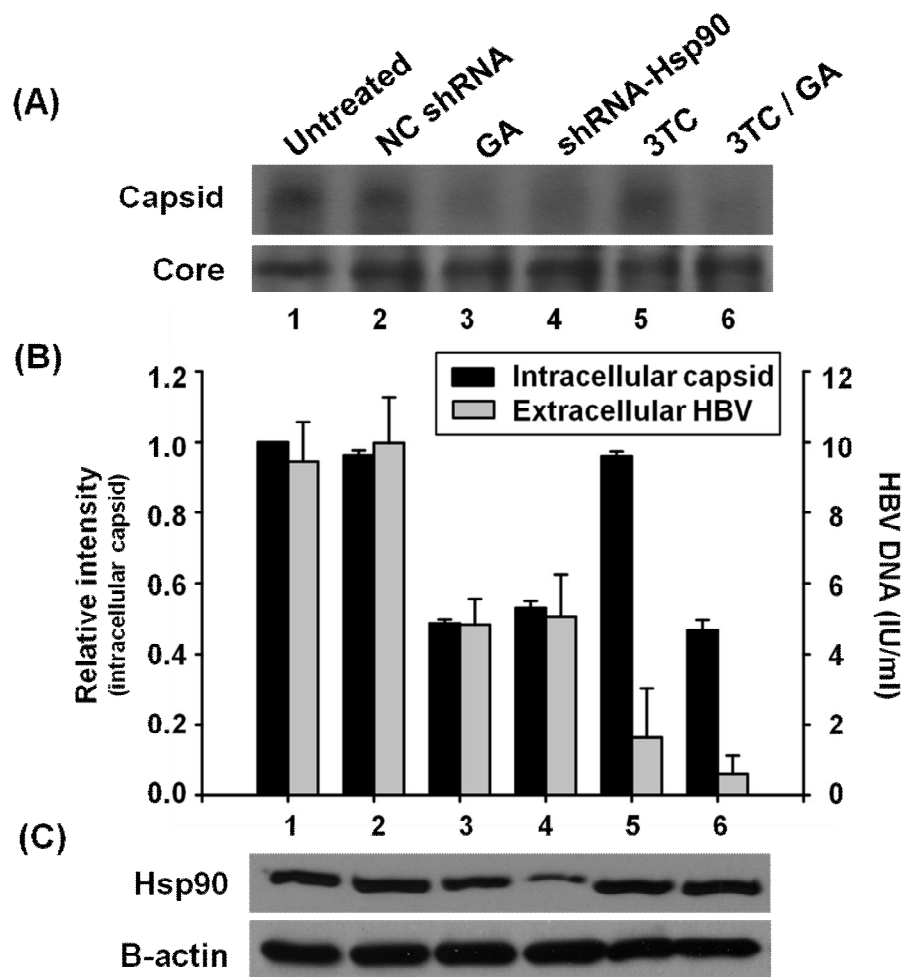 (A)
Untreated
NC shRNA
GA
shRNA-Hsp90
3TC
3TC / GA
Capsid
Core
1 2 3 4 5 6
(B)
Intracellular capsid
Extracellular HBV
Relative intensity
(intracellular capsid)
1.2
1.0
0.8
0.6
0.4
0.2
0.0
12
10
8
6
4
2
0
HBV DNA (IU/ml)
1 2 3 4 5 6
(C)
Hsp90
B-actin